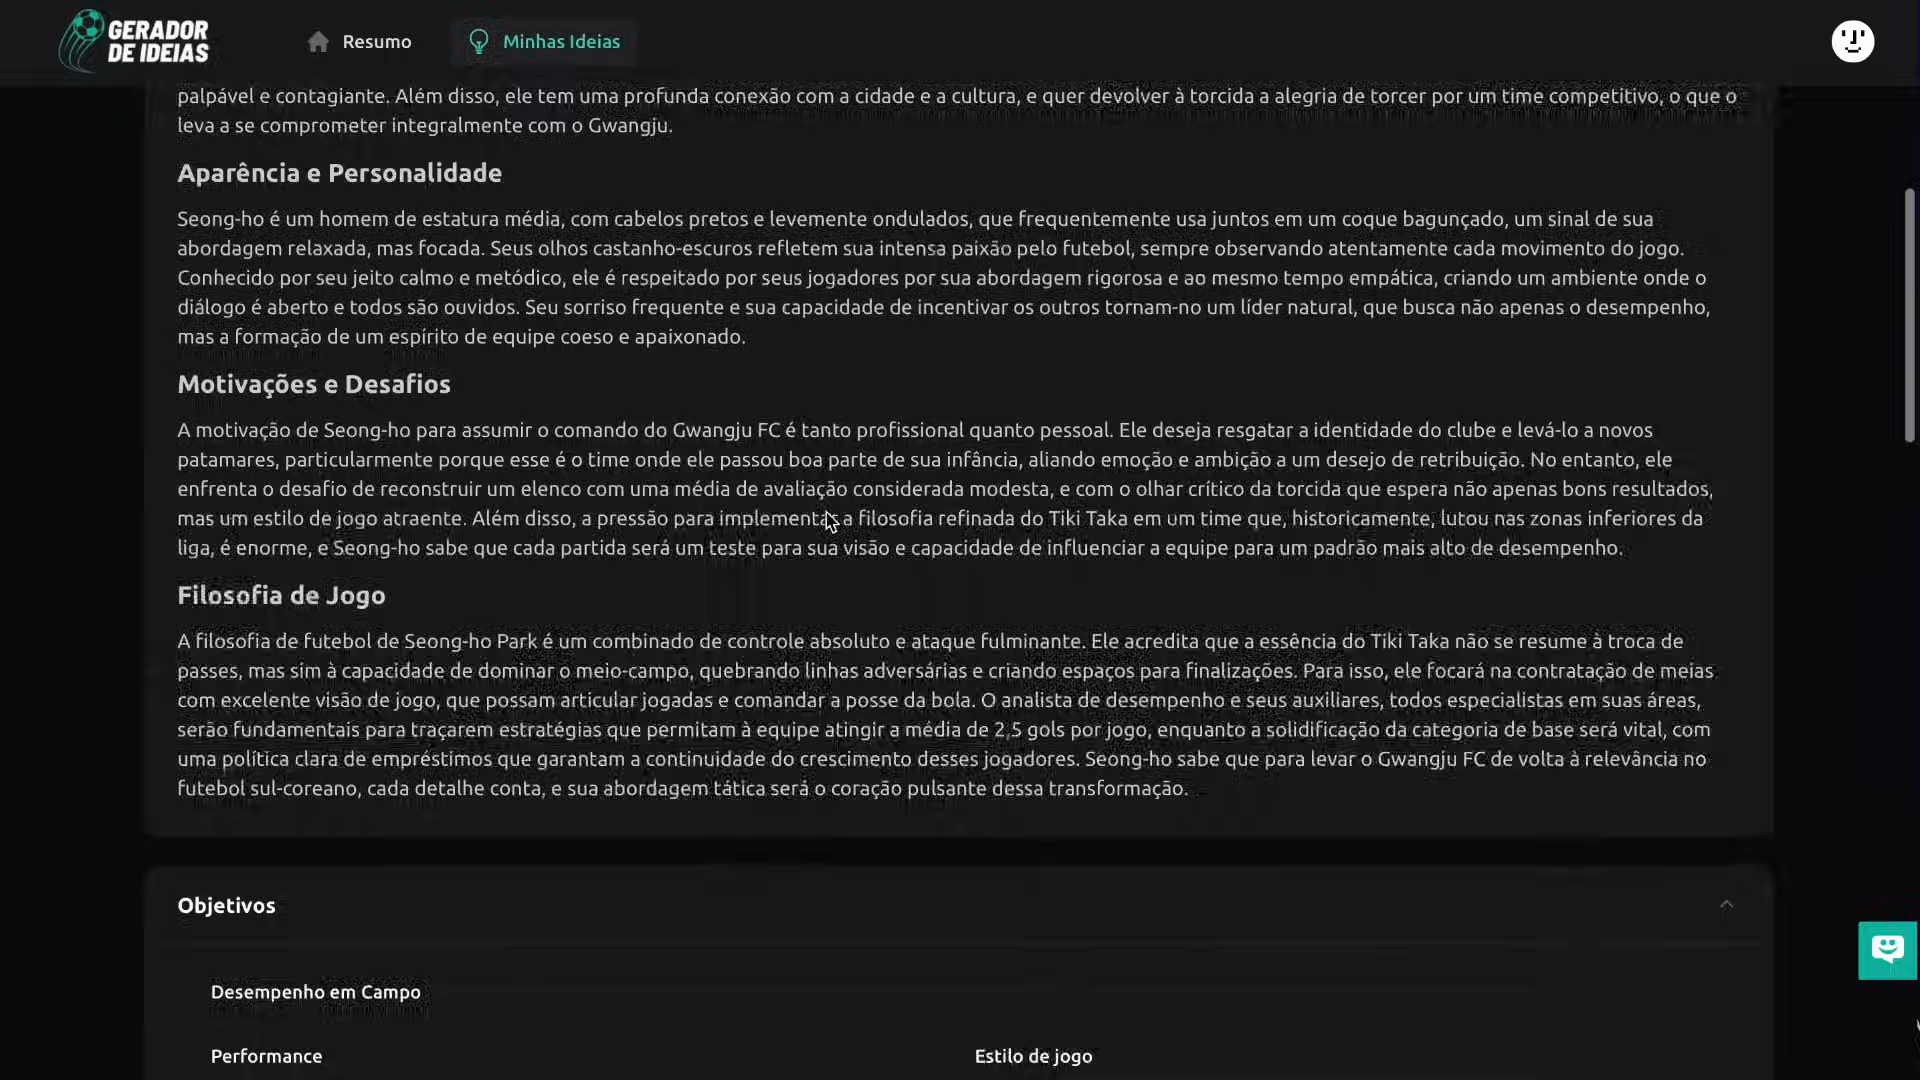 GERADOR
DE IDEIAS
Resumo
Minhas Ideias
palpável e contagiante. Além disso, ele tem uma profunda conexão com a cidade e a cultura, e quer devolver à torcida a alegria de torcer por um time competitivo, o que o
leva a se comprometer integralmente com o Gwangju.
Aparência e Personalidade
Seong-ho é um homem de estatura média, com cabelos pretos e levemente ondulados, que frequentemente usa juntos em um coque bagunçado, um sinal de sua
abordagem relaxada, mas focada. Seus olhos castanho-escuros refletem sua intensa paixão pelo futebol, sempre observando atentamente cada movimento do jogo.
Conhecido por seu jeito calmo e metódico, ele é respeitado por seus jogadores por sua abordagem rigorosa e ao mesmo tempo empática, criando um ambiente onde o
diálogo é aberto e todos são ouvidos. Seu sorriso frequente e sua capacidade de incentivar os outros tornam-no um líder natural, que busca não apenas o desempenho,
mas a formação de um espírito de equipe coeso e apaixonado.
Motivações e Desafios
A motivação de Seong-ho para assumir o comando do Gwangju FC é tanto profissional quanto pessoal. Ele deseja resgatar a identidade do clube e levá-lo a novos
patamares, particularmente porque esse é o time onde ele passou boa parte de sua infância, aliando emoção e ambição a um desejo de retribuição. No entanto, ele
enfrenta o desafio de reconstruir um elenco com uma média de avaliação considerada modesta, e com o olhar crítico da torcida que espera não apenas bons resultados,
mas um estilo de jogo atraente. Além disso, a pressão para implementar a filosofia refinada do Tiki Taka em um time que, historicamente, lutou nas zonas inferiores da
liga, é enorme, e Seong-ho sabe que cada partida será um teste para sua visão e capacidade de influenciar a equipe para um padrão mais alto de desempenho.
Filosofia de Jogo
A filosofia de futebol de Seong-ho Park é um combinado de controle absoluto e ataque fulminante. Ele acredita que a essência do Tiki Taka não se resume à troca de
passes, mas sim à capacidade de dominar o meio-campo, quebrando linhas adversárias e criando espaços para finalizações. Para isso, ele focará na contratação de meias
com excelente visão de jogo, que possam articular jogadas e comandar a posse da bola. O analista de desempenho e seus auxiliares, todos especialistas em suas áreas,
serão fundamentais para traçarem estratégias que permitam à equipe atingir a média de 2,5 gols por jogo, enquanto a solidificação da categoria de base será vital, com
uma política clara de empréstimos que garantam a continuidade do crescimento desses jogadores. Seong-ho sabe que para levar o Gwangju FC de volta à relevância no
futebol sul-coreano, cada detalhe conta, e sua abordagem tática será o coração pulsante dessa transformação.
Objetivos
Desempenho em Campo
Performance
Estilo de jogo